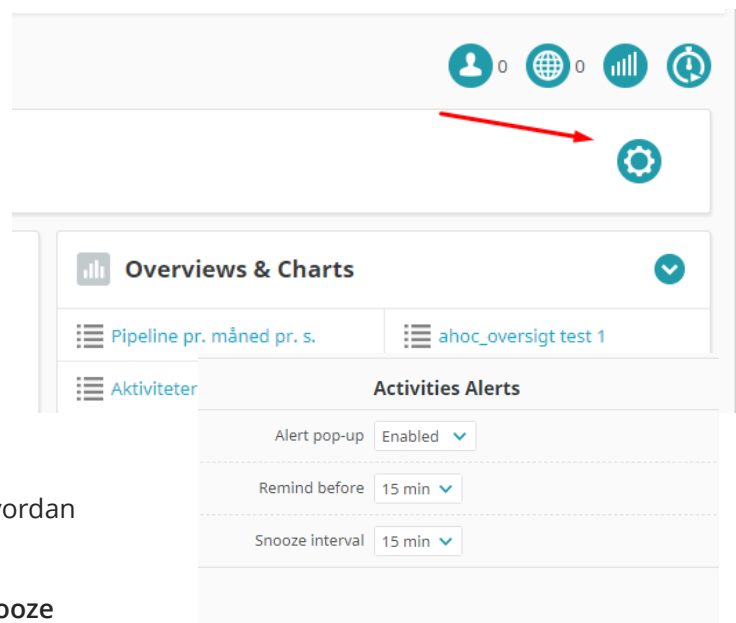 0 0
Overviews & Charts
Pipeline pr. måned pr. s. ahoc_oversigt test 1
Aktiviteter
Activities Alerts
Alert pop-up Enabled
Remind before 15 min
vordan
Snooze interval 15 min
ooze